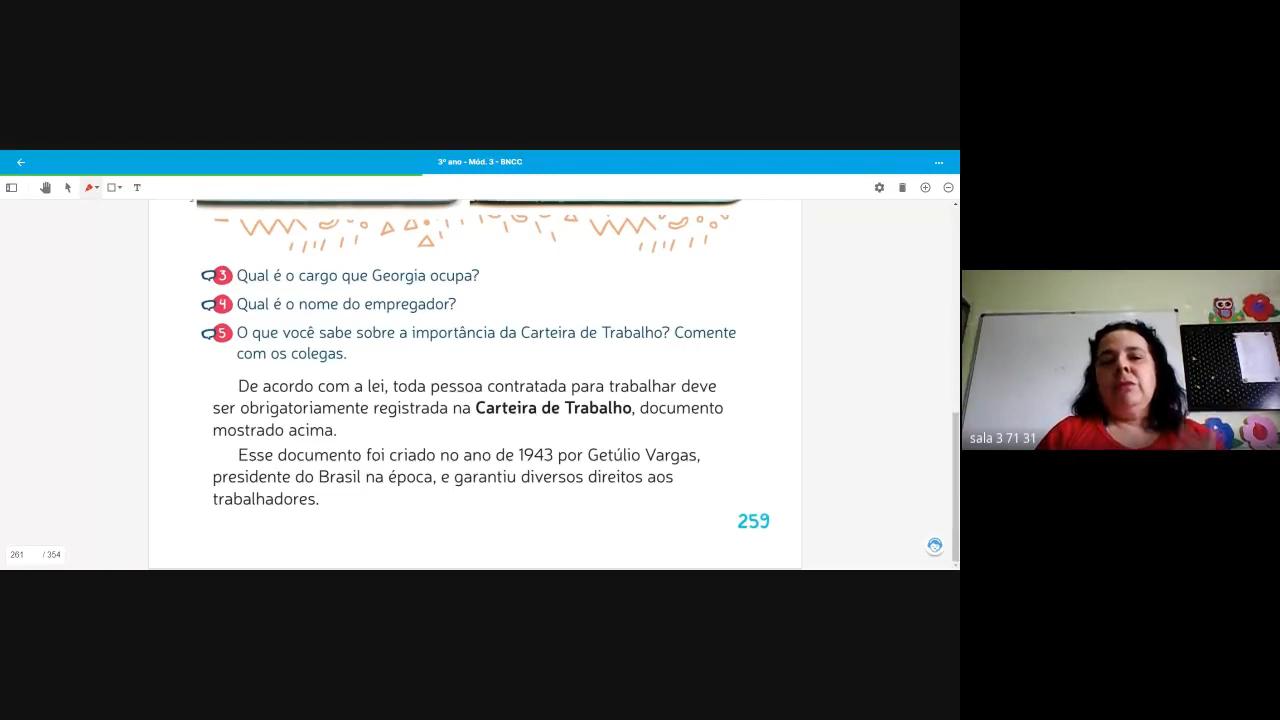 3º ano - Mód. 3 - BNCC
T
3 Qual é o cargo que Georgia ocupa?
4 Qual é o nome do empregador?
5 O que você sabe sobre a importância da Carteira de Trabalho? Comente
com os colegas.
De acordo com a lei, toda pessoa contratada para trabalhar deve
ser obrigatoriamente registrada na Carteira de Trabalho, documento
mostrado acima.
Esse documento foi criado no ano de 1943 por Getúlio Vargas,
presidente do Brasil na época, e garantiu diversos direitos aos
trabalhadores.
259
261 / 354
sala 3 71 31